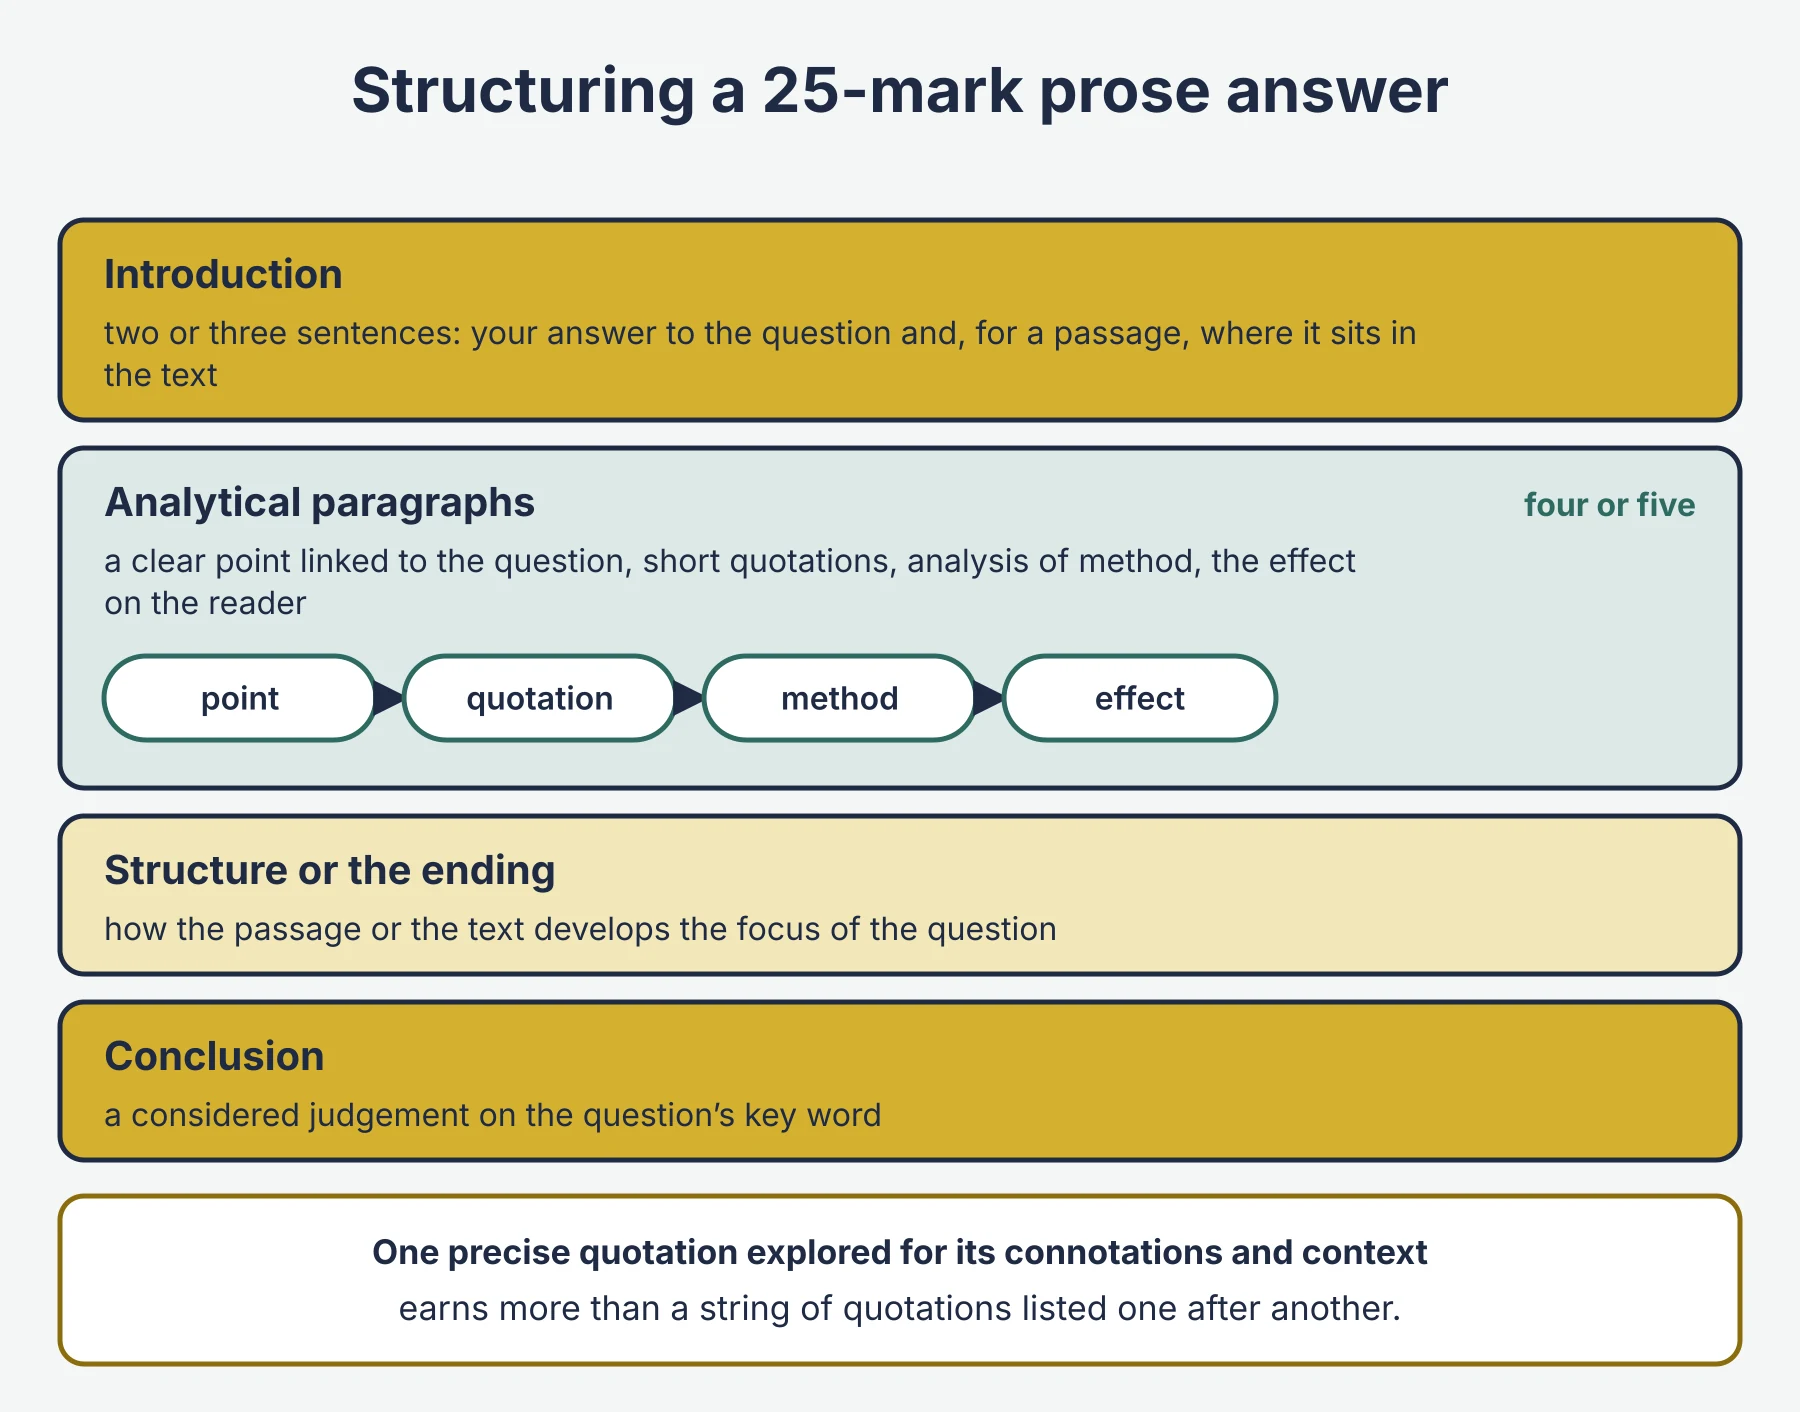 Structuring a 25-mark prose answer
Introduction
two or three sentences: your answer to the question and, for a passage, where it sits in
the text
Analytical paragraphs
four or five
a clear point linked to the question, short quotations, analysis of method, the effect
on the reader
point
quotation
method
effect
Structure or the ending
how the passage or the text develops the focus of the question
Conclusion
a considered judgement on the question’s key word
One precise quotation explored for its connotations and context
earns more than a string of quotations listed one after another.